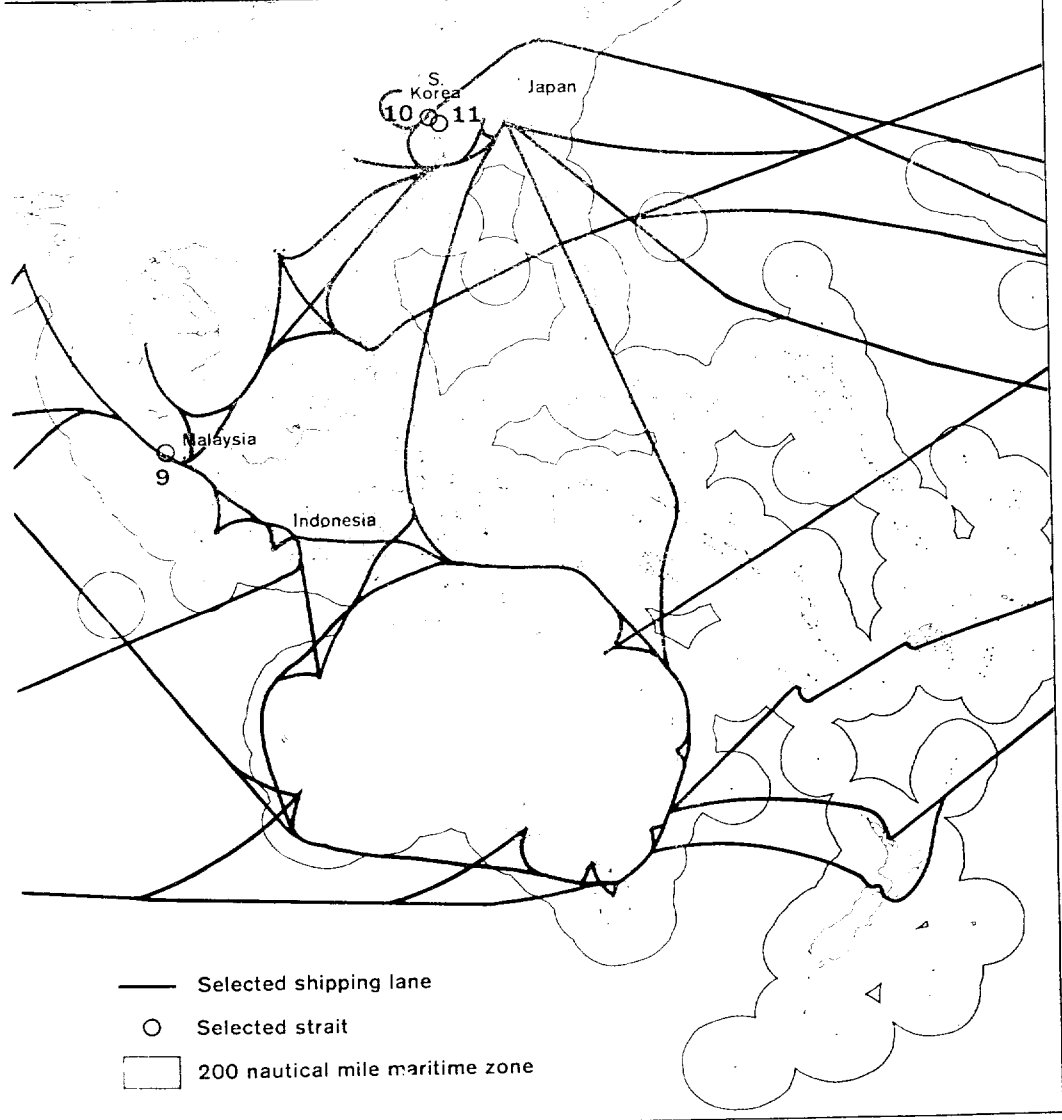 S.
Korea
Japan
10
11
Malaysia
9
Indonesia
Selected shipping lane
Selected strait
200 nautical mile maritime zone